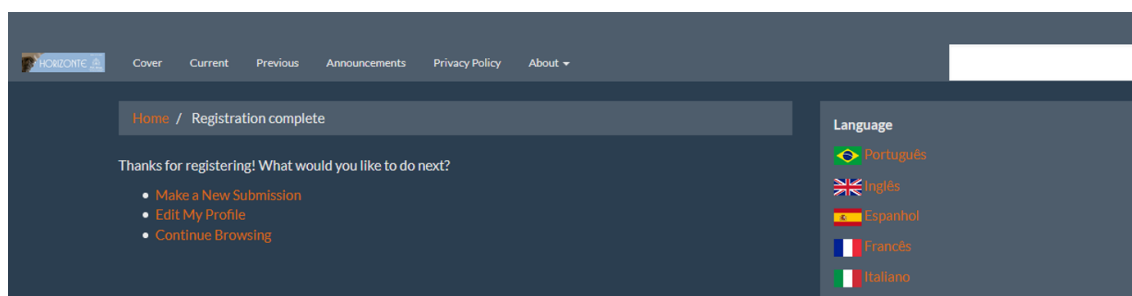 HORIZONTE
Cover Current Previous Announcements Privacy Policy About
Home / Registration complete
Thanks for registering! What would you like to do next?
• Make a New Submission
• Edit My Profile
• Continue Browsing
Language
Português
Inglês
Espanhol
Francês
Italiano